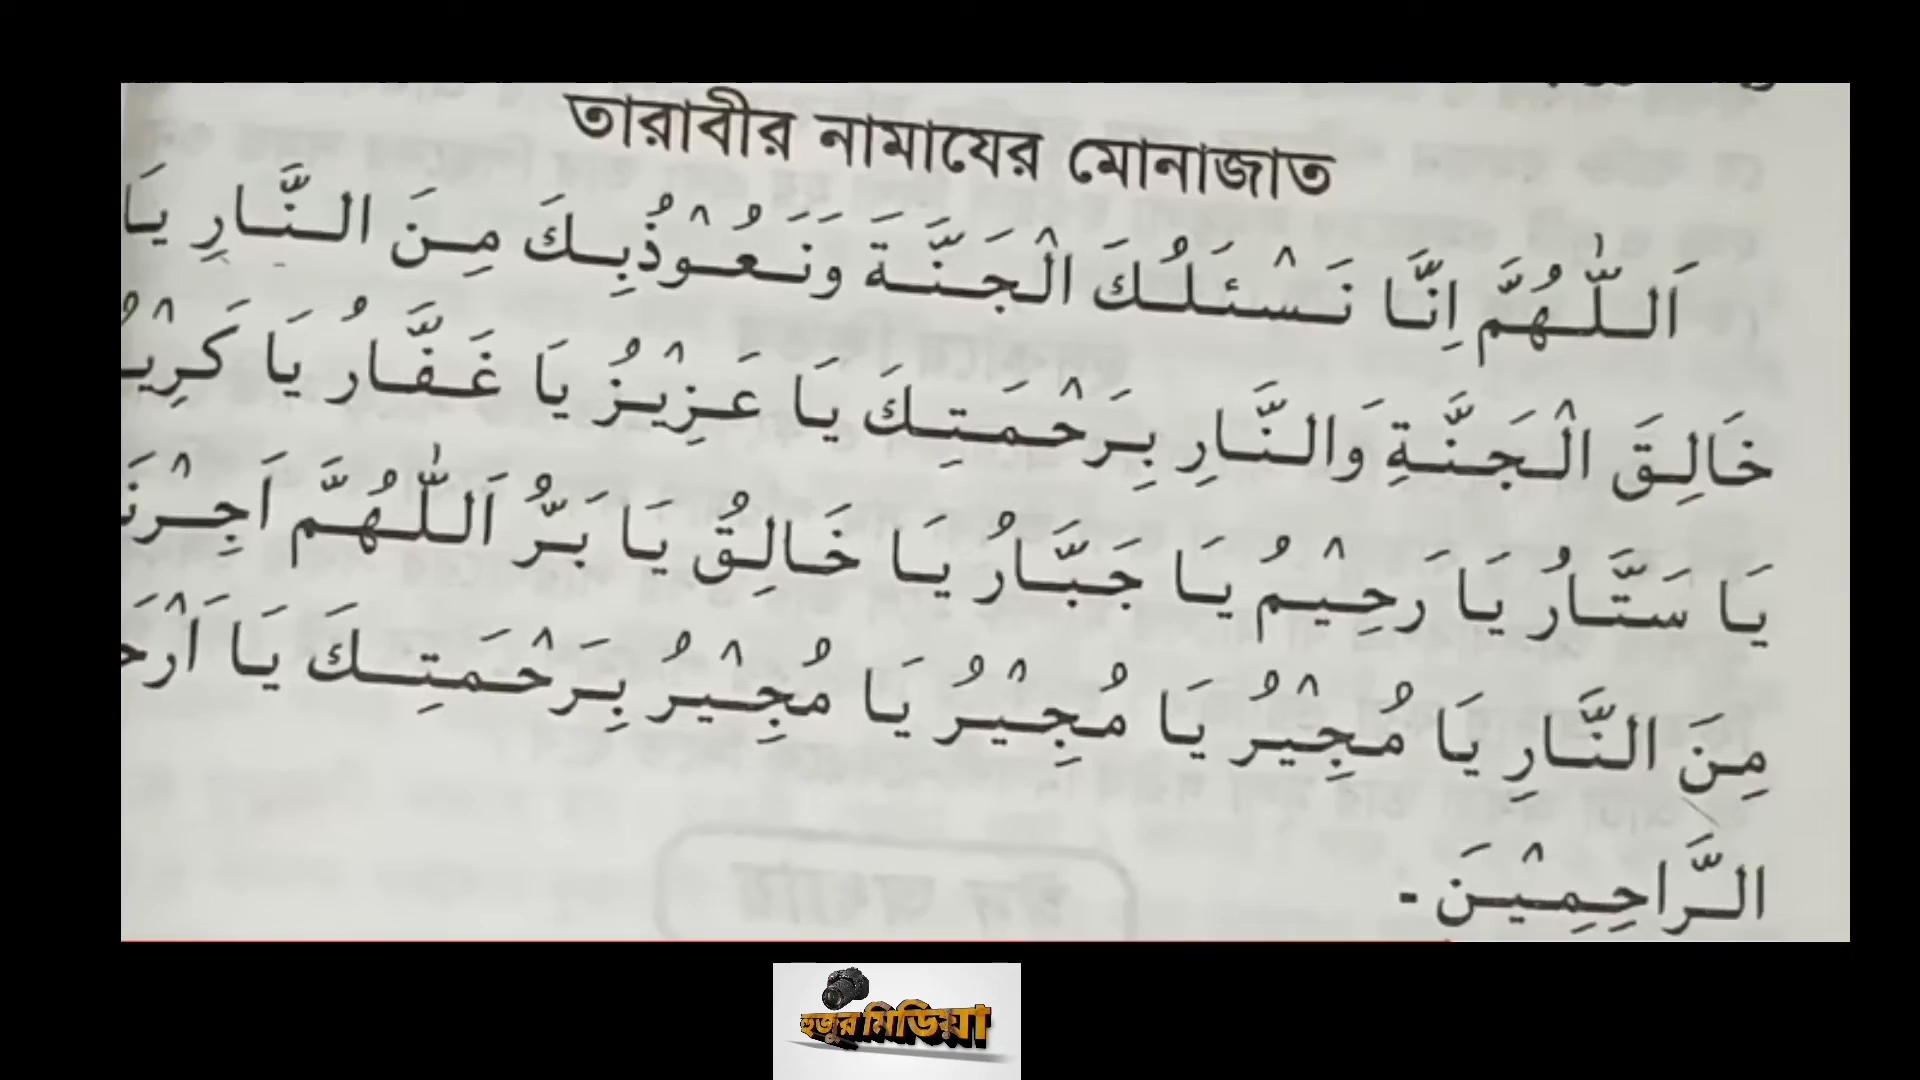 তারাবীর নামাযের মোনাজাত
اَللّٰهُمَّ اِنَّا نَسْئَلُكَ الْجَنَّةَ وَنَعُوْذُبِكَ مِنَ النَّارِ يَا
خَالِقَ الْجَنَّةِ وَالنَّارِ بِرَحْمَتِكَ يَا عَزِيْزُ يَا غَفَّارُ يَا
يَا سَتَّارُ يَا رَحِيْمُ يَا جَبَّارُ يَا خَالِقُ يَا بَرُّ اَللّٰهُمَّ
مِنَ النَّارِ يَا مُجِيْرُ يَا مُجِيْرُ يَا مُجِيْرُ بِرَحْمَتِكَ يَا
الرَّاحِمِيْنَ -
হুজুর মিডিয়া